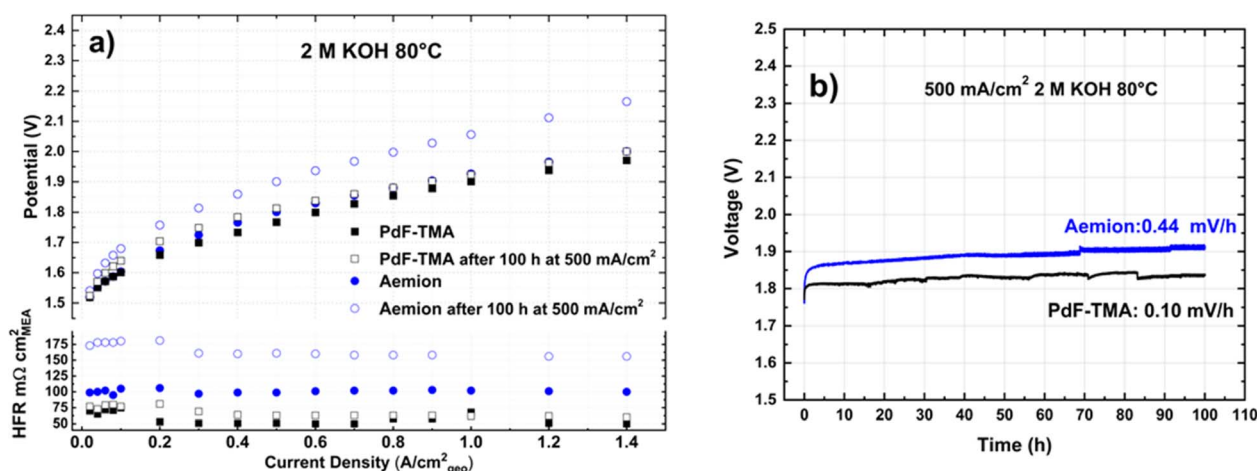 a)
2 M KOH 80°C
2.4
2.3
2.2
2.1
2.0
1.9
1.8
1.7
1.6
1.5
Potential (V)
PdF-TMA
PdF-TMA after 100 h at 500 mA/cm²
Aemion
Aemion after 100 h at 500 mA/cm²
175
150
125
100
75
50
HFR mΩ cm²MEA
0.0 0.2 0.4 0.6 0.8 1.0 1.2 1.4
Current Density (A/cm²geo)
b)
500 mA/cm² 2 M KOH 80°C
2.5
2.4
2.3
2.2
2.1
2.0
1.9
1.8
1.7
1.6
1.5
Voltage (V)
Aemion:0.44 mV/h
PdF-TMA: 0.10 mV/h
0 10 20 30 40 50 60 70 80 90 100 110
Time (h)